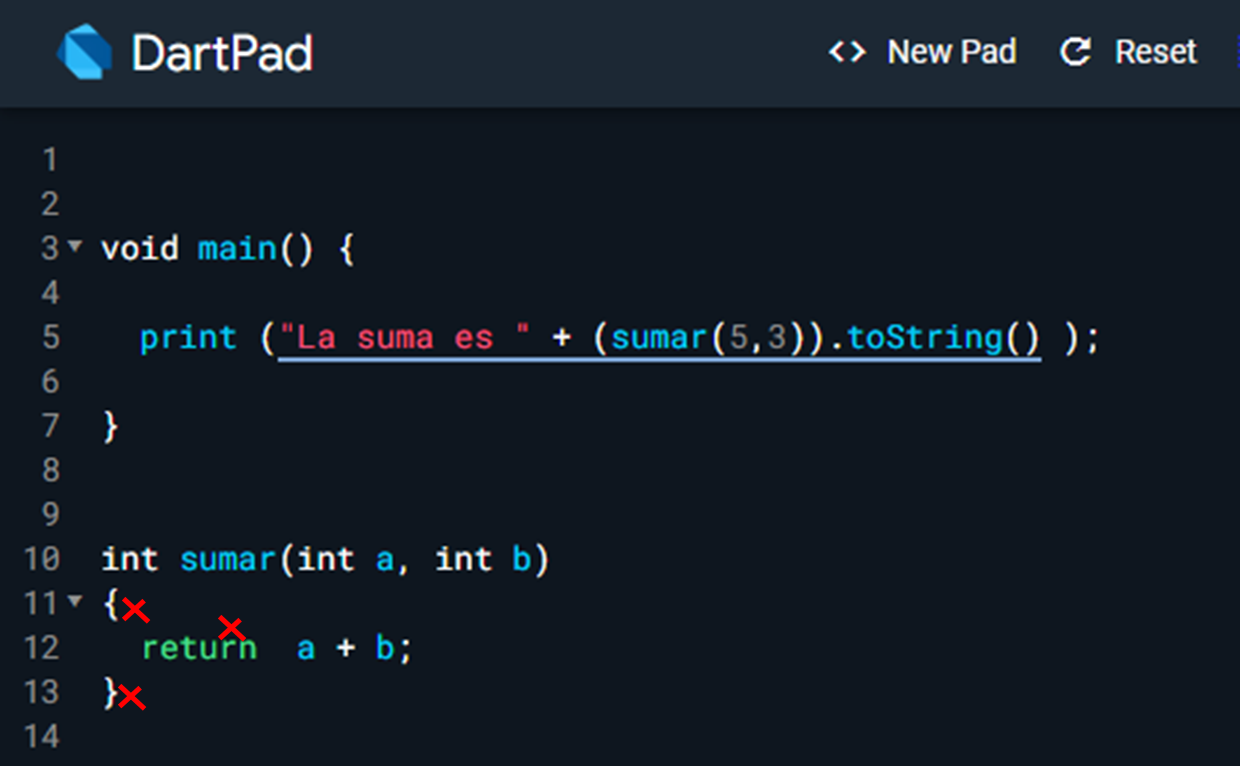 DartPad <> New Pad Reset
1
2
3 void main() {
4
5 print ("La suma es " + (sumar(5,3)).toString() );
6
7 }
8
9
10 int sumar(int a, int b)
11 {
12 return  a + b;
13 }
14